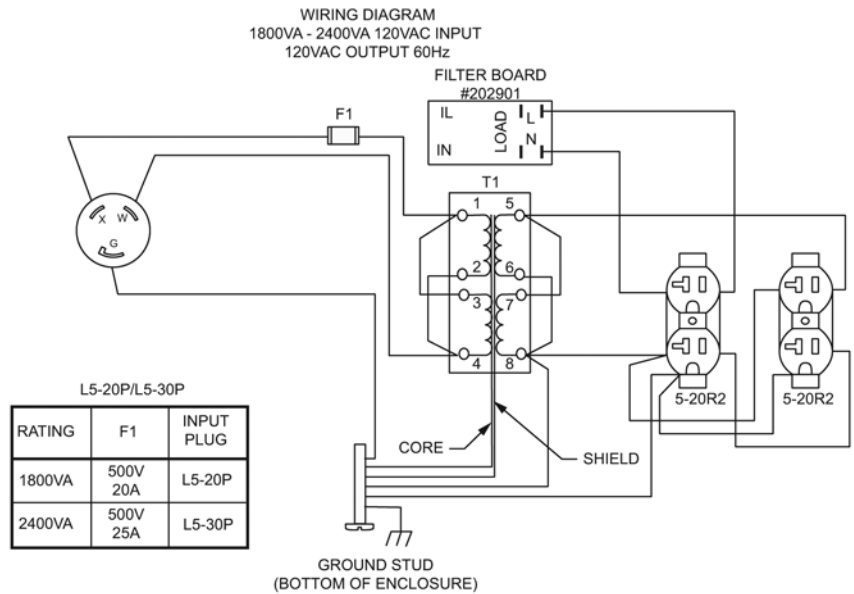 WIRING DIAGRAM
1800VA - 2400VA 120VAC INPUT
120VAC OUTPUT 60Hz
FILTER BOARD
#202901
IL
IN
LOAD
L
N
F1
T1
1
5
2
6
3
7
4
8
X
W
G
5-20R2
5-20R2
CORE
SHIELD
L5-20P/L5-30P
RATING
F1
INPUT
PLUG
1800VA
500V
20A
L5-20P
2400VA
500V
25A
L5-30P
GROUND STUD
(BOTTOM OF ENCLOSURE)